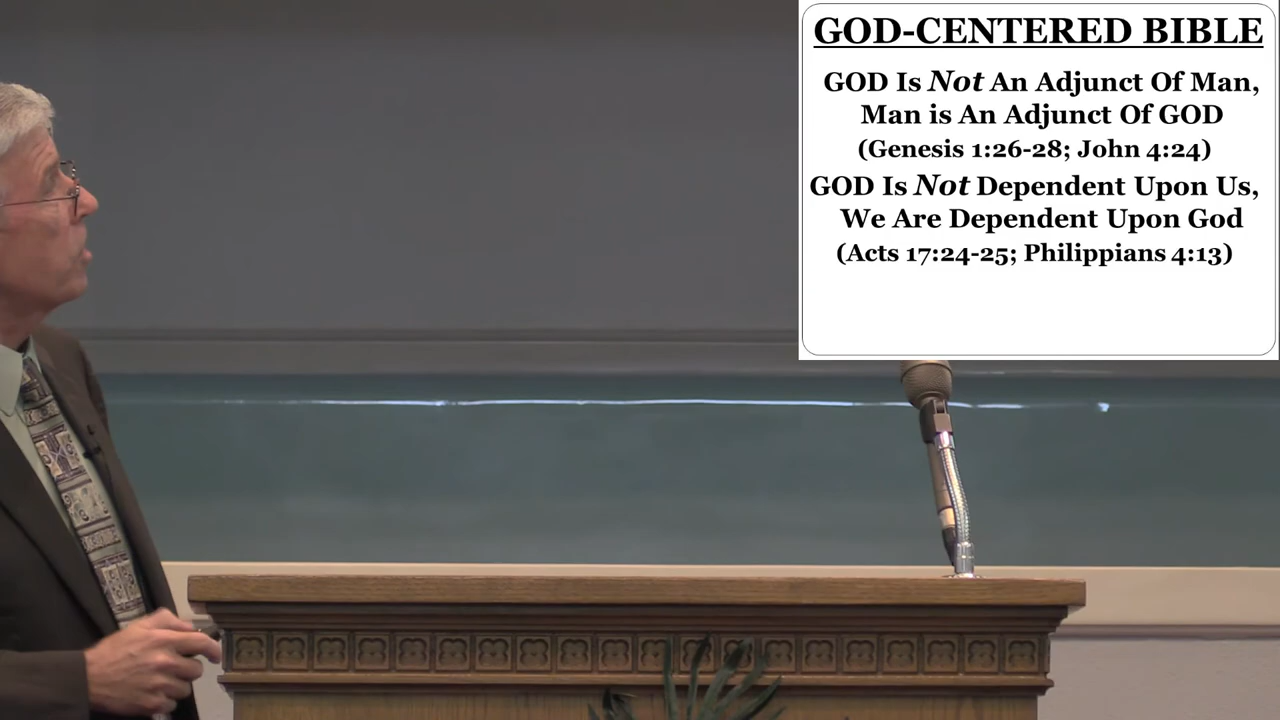 GOD-CENTERED BIBLE
GOD Is Not An Adjunct Of Man,
Man is An Adjunct Of GOD
(Genesis 1:26-28; John 4:24)
GOD Is Not Dependent Upon Us,
We Are Dependent Upon God
(Acts 17:24-25; Philippians 4:13)